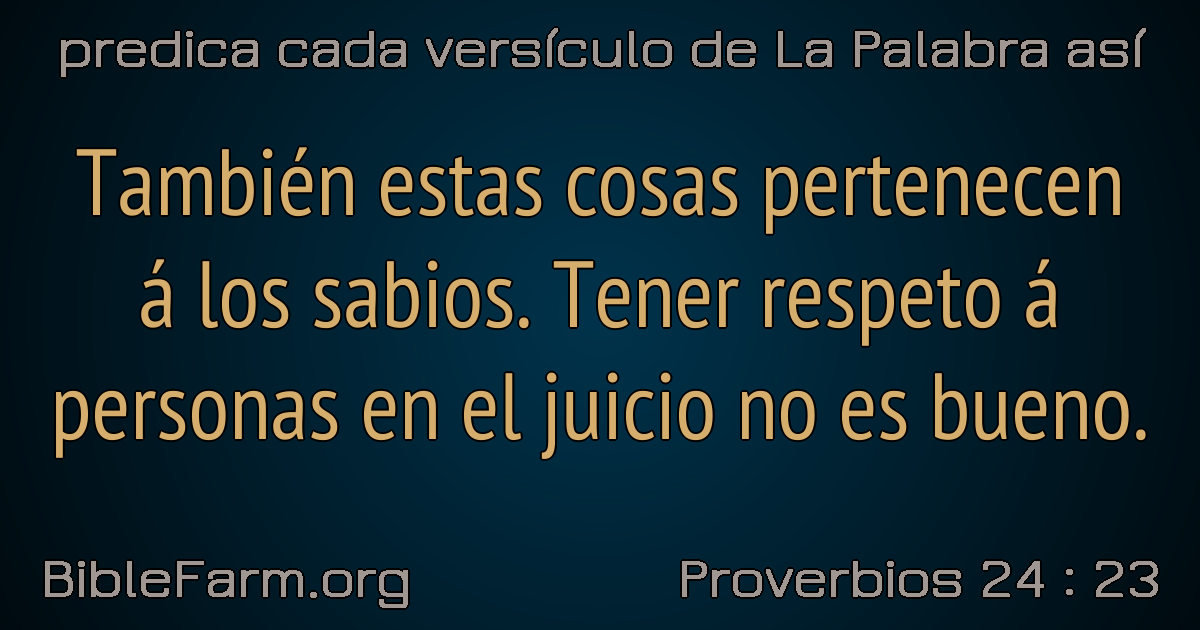 predica cada versículo de La Palabra así
También estas cosas pertenecen
á los sabios. Tener respeto á
personas en el juicio no es bueno.
BibleFarm.org
Proverbios 24 : 23